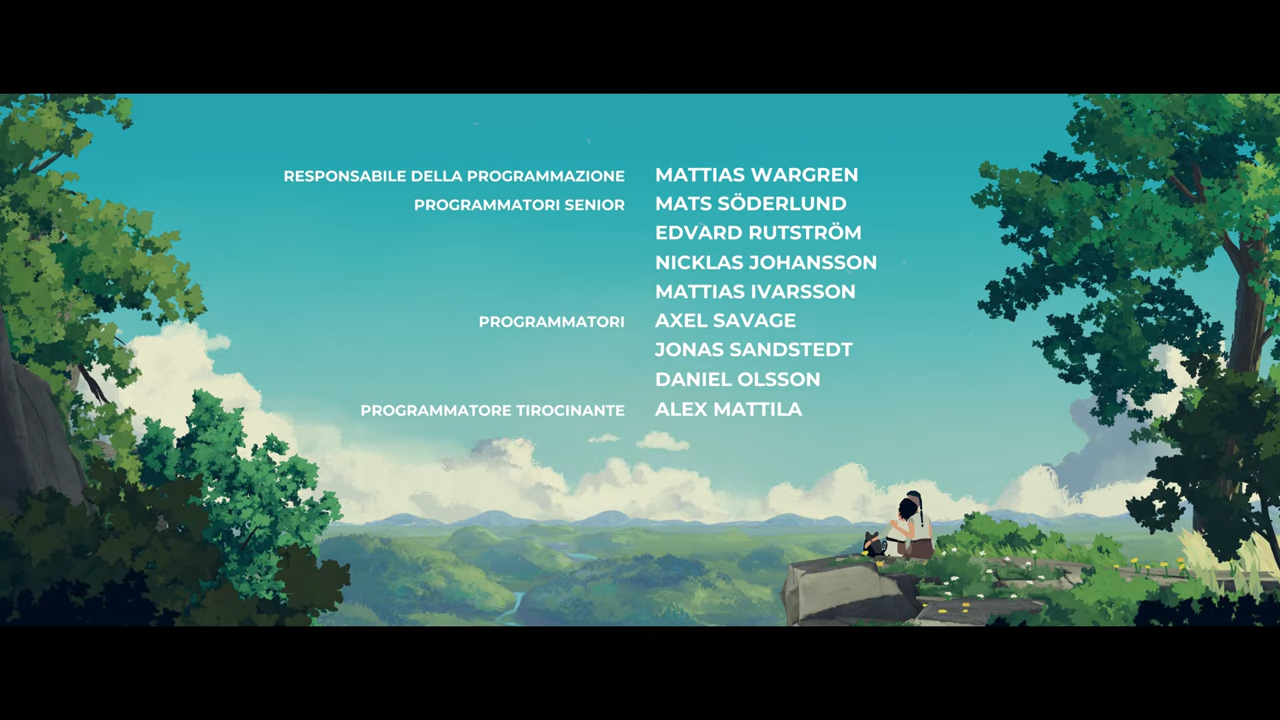 RESPONSABILE DELLA PROGRAMMAZIONE MATTIAS WARGREN
PROGRAMMATORI SENIOR MATS SÖDERLUND
EDVARD RUTSTRÖM
NICKLAS JOHANSSON
MATTIAS IVARSSON
PROGRAMMATORI AXEL SAVAGE
JONAS SANDSTEDT
DANIEL OLSSON
PROGRAMMATORE TIROCINANTE ALEX MATTILA